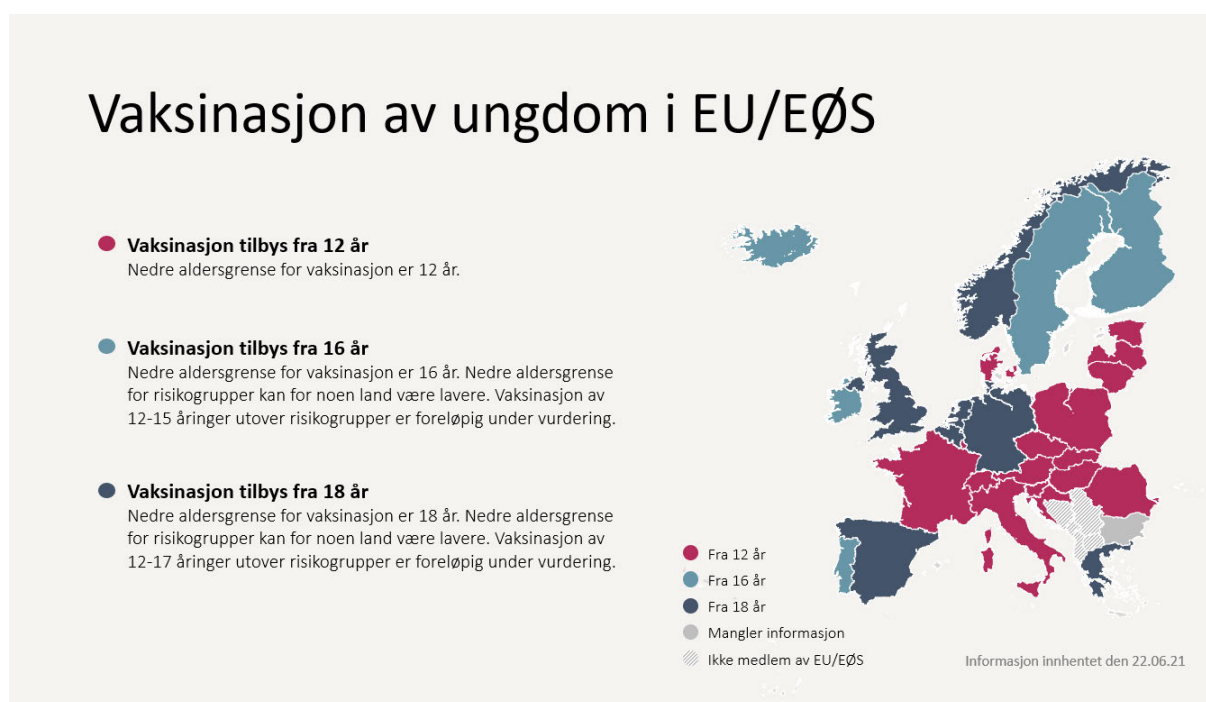 Vaksinasjon av ungdom i EU/EØS
Vaksinasjon tilbys fra 12 år
Nedre aldersgrense for vaksinasjon er 12 år.
Vaksinasjon tilbys fra 16 år
Nedre aldersgrense for vaksinasjon er 16 år. Nedre aldersgrense
for risikogrupper kan for noen land være lavere. Vaksinasjon av
12-15 åringer utover risikogrupper er foreløpig under vurdering.
Vaksinasjon tilbys fra 18 år
Nedre aldersgrense for vaksinasjon er 18 år. Nedre aldersgrense
for risikogrupper kan for noen land være lavere. Vaksinasjon av
12-17 åringer utover risikogrupper er foreløpig under vurdering.
Fra 12 år
Fra 16 år
Fra 18 år
Mangler informasjon
Ikke medlem av EU/EØS
Informasjon innhentet den 22.06.21